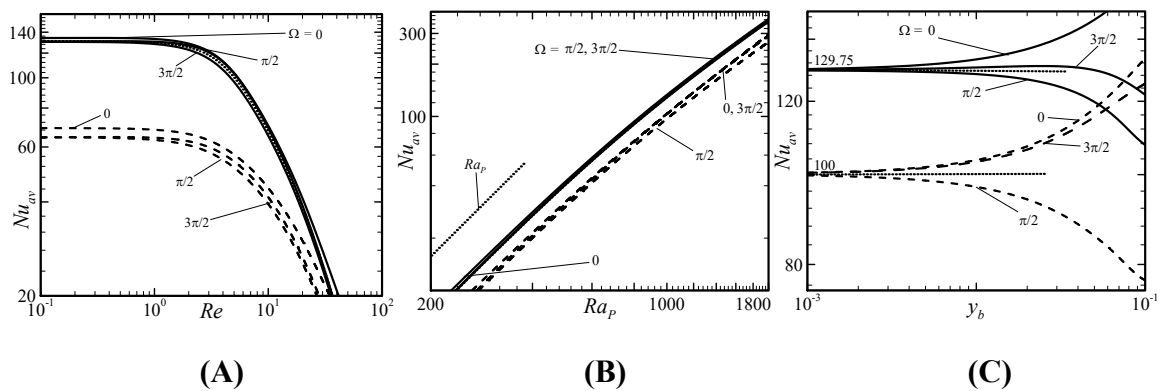 140
100
60
20
Nu_av
Ω = 0
π/2
3π/2
0
π/2
3π/2
10^-1
10^0
10^1
10^2
Re
(A)
300
100
Nu_av
Ω = π/2, 3π/2
0, 3π/2
π/2
Ra_P
0
200
1000
1800
Ra_P
(B)
120
80
Nu_av
Ω = 0
3π/2
129.75
π/2
0
3π/2
100
π/2
10^-3
10^-1
y_b
(C)